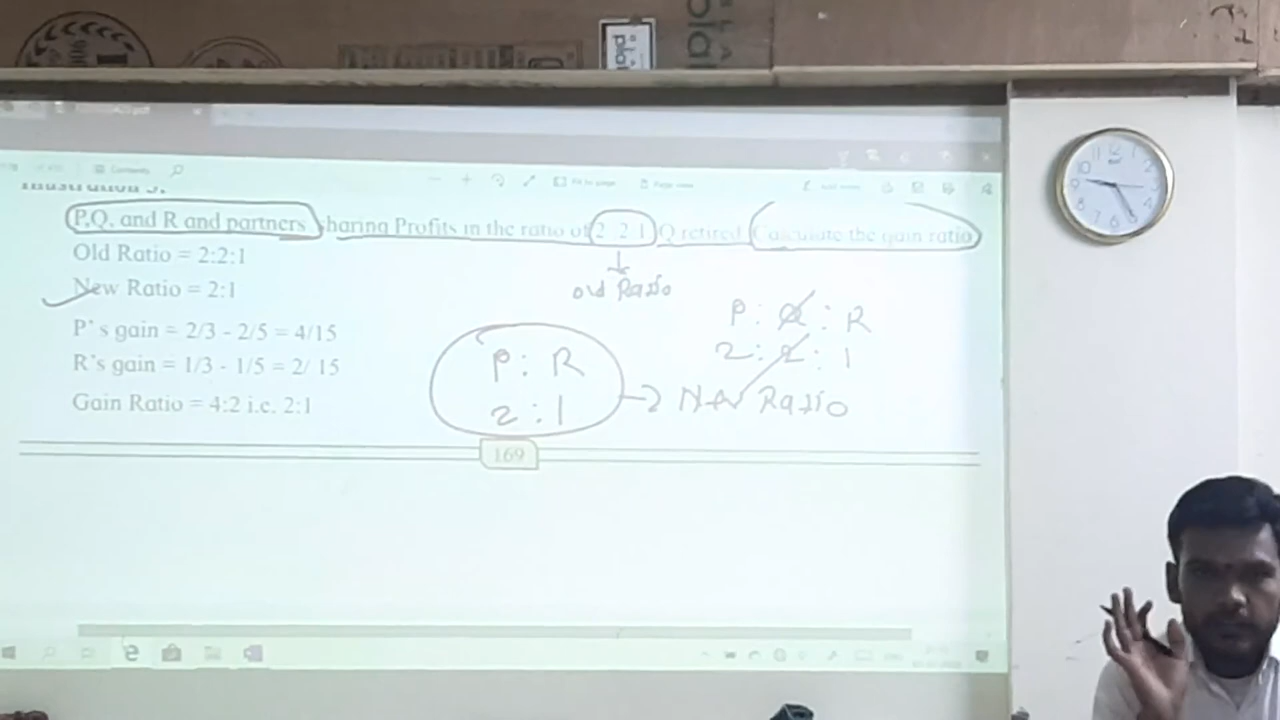 P,Q, and R and partners sharing Profits in the ratio of 2:2:1 Q retired. Calculate the gain ratio
Old Ratio = 2:2:1
New Ratio = 2:1
P's gain = 2/3 - 2/5 = 4/15
R's gain = 1/3 - 1/5 = 2/ 15
Gain Ratio = 4:2 i.e. 2:1
old Ratio
P : Q : R
2 : 2 : 1
P : R
2 : 1
New Ratio
169